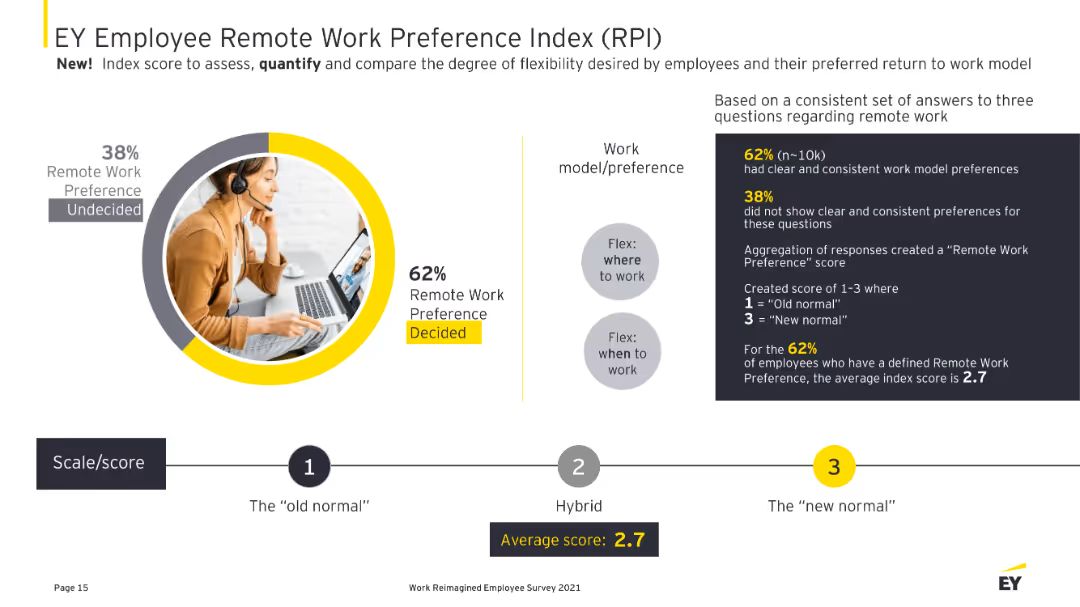 EY Employee Remote Work Preference Index (RPI)
New! Index score to assess, quantify and compare the degree of flexibility desired by employees and their preferred return to work model
38%
Remote Work
Preference
Undecided
62%
Remote Work
Preference
Decided
Work
model/preference
Flex:
where
to work
Flex:
when to
work
Based on a consistent set of answers to three
questions regarding remote work
62% (n~10k)
had clear and consistent work model preferences
38%
did not show clear and consistent preferences for
these questions
Aggregation of responses created a “Remote Work
Preference” score
Created score of 1–3 where
1 = “Old normal”
3 = “New normal”
For the 62%
of employees who have a defined Remote Work
Preference, the average index score is 2.7
Scale/score
1
2
3
The “old normal”
Hybrid
The “new normal”
Average score: 2.7
Page 15
Work Reimagined Employee Survey 2021
EY